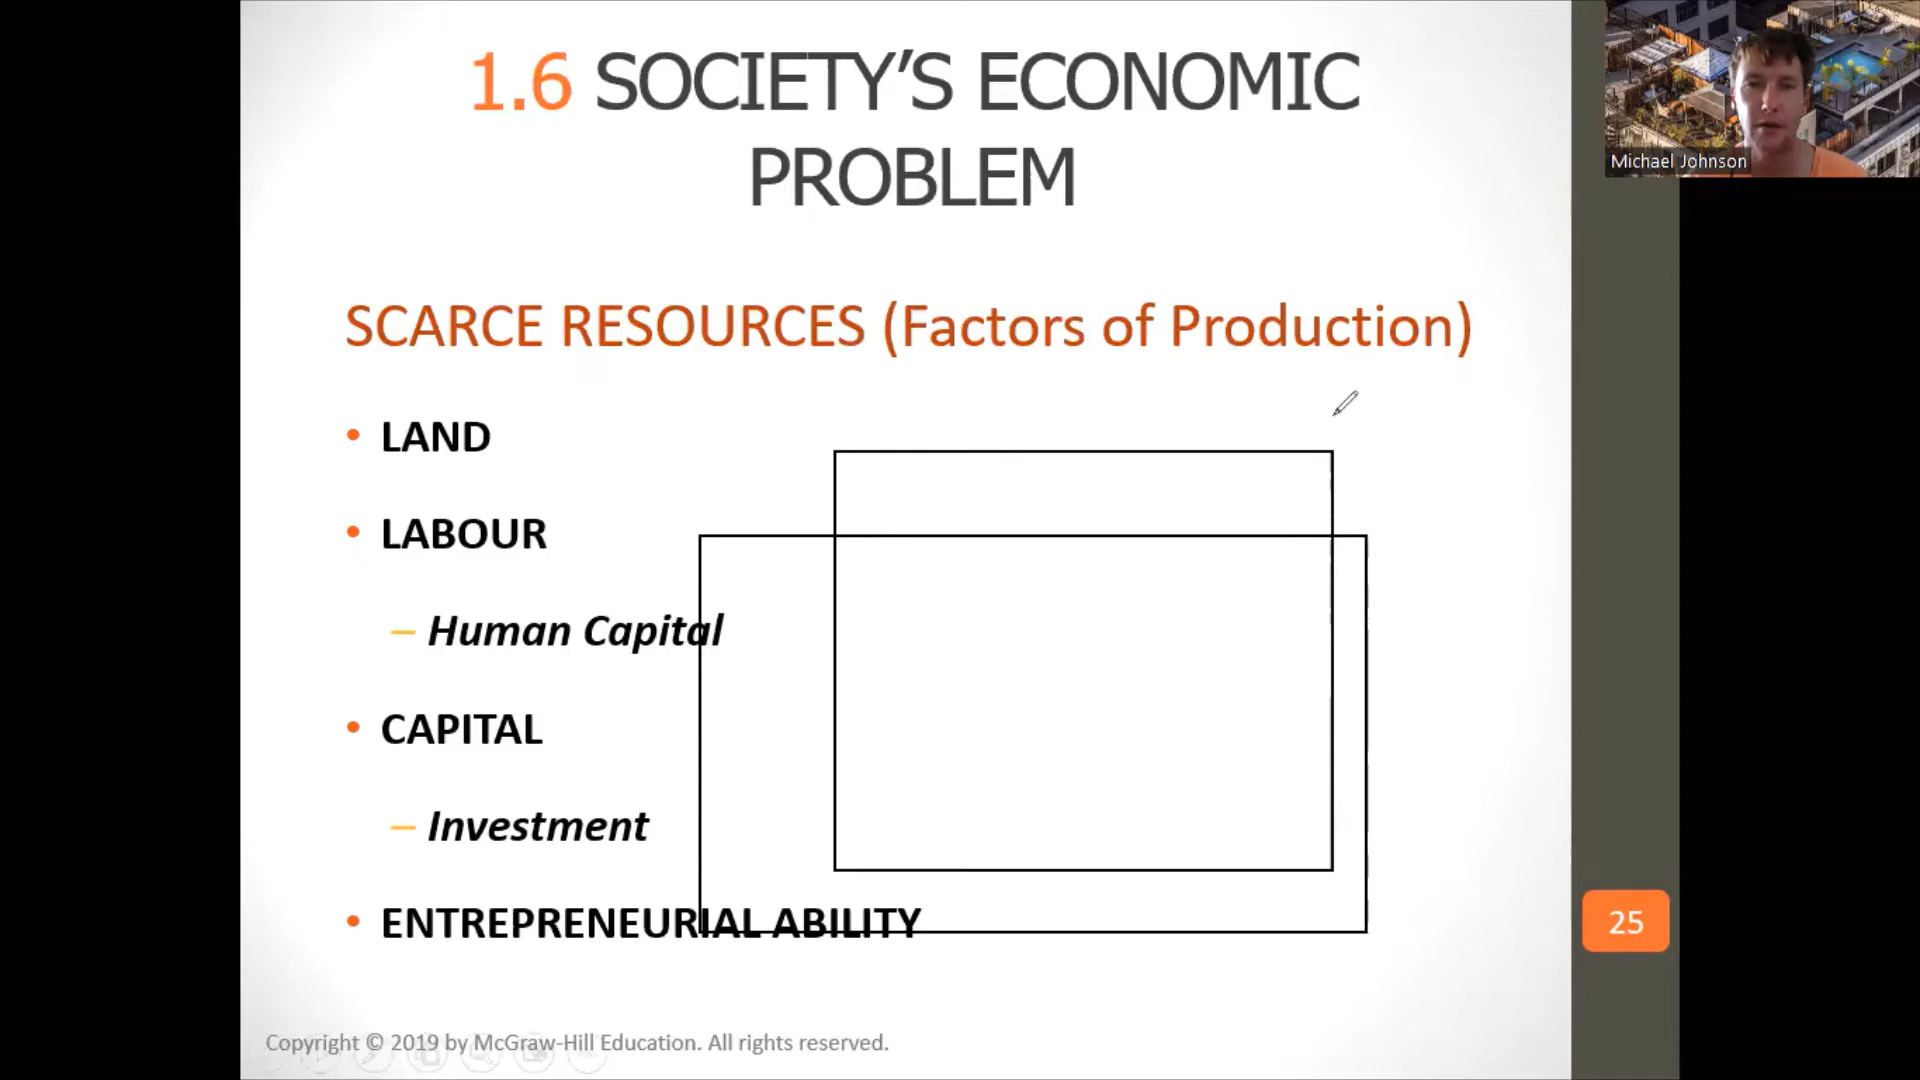 1.6 SOCIETY’S ECONOMIC
PROBLEM
Michael Johnson
SCARCE RESOURCES (Factors of Production)
• LAND
• LABOUR
– Human Capital
• CAPITAL
– Investment
• ENTREPRENEURIAL ABILITY
25
Copyright © 2019 by McGraw-Hill Education. All rights reserved.